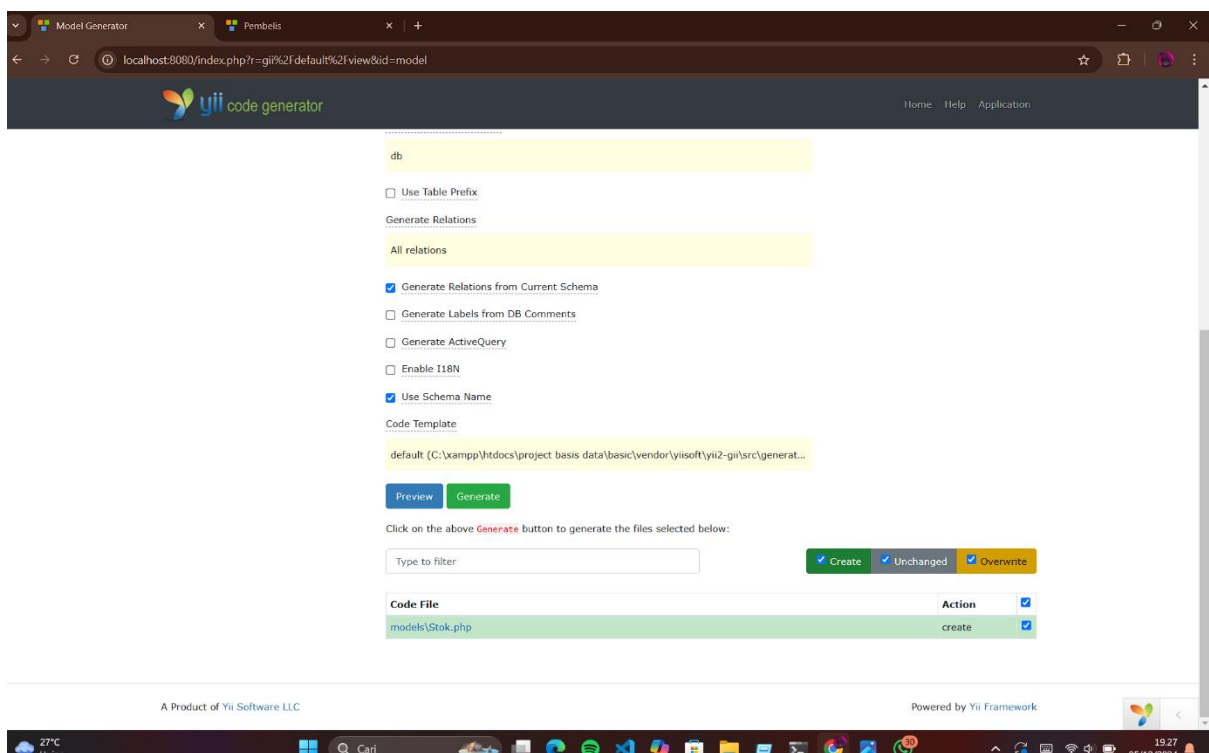 Model Generator
Pembelis
localhost:8080/index.php?r=gii%2Fdefault%2Fview&id=model
yii code generator
Home Help Application
db
Use Table Prefix
Generate Relations
All relations
Generate Relations from Current Schema
Generate Labels from DB Comments
Generate ActiveQuery
Enable I18N
Use Schema Name
Code Template
default (C:\xampp\htdocs\project basis data\basic\vendor\yiisoft\yii2-gii\src\generat...
Preview Generate
Click on the above Generate button to generate the files selected below:
Type to filter
Create Unchanged Overwrite
Code File Action
models\Stok.php create
A Product of Yii Software LLC
Powered by Yii Framework
27°C
Cari
30
19.27